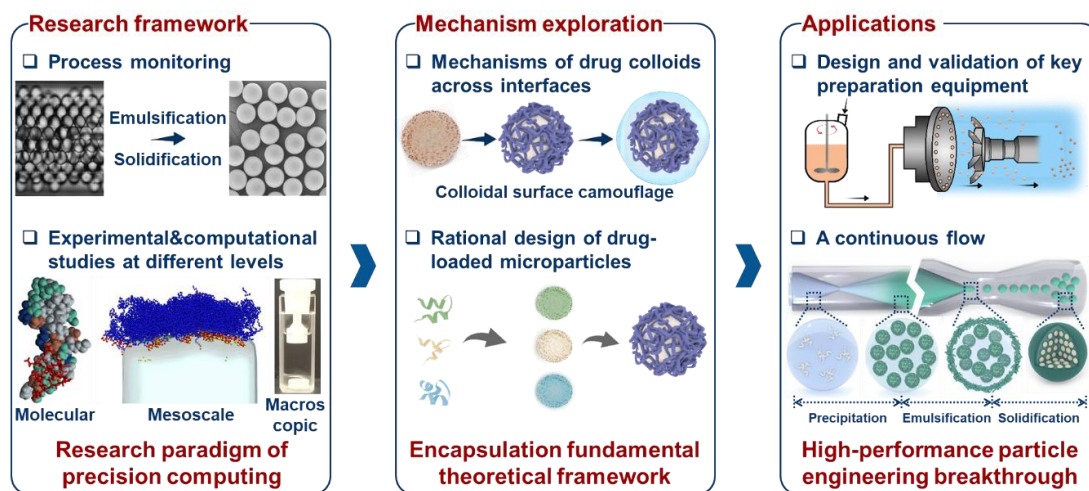 Research framework
Process monitoring
Emulsification
Solidification
Experimental&computational
studies at different levels
Molecular
Mesoscale
Macros
copic
Research paradigm of
precision computing
Mechanism exploration
Mechanisms of drug colloids
across interfaces
Colloidal surface camouflage
Rational design of drug-
loaded microparticles
Encapsulation fundamental
theoretical framework
Applications
Design and validation of key
preparation equipment
A continuous flow
Precipitation
Emulsification
Solidification
High-performance particle
engineering breakthrough